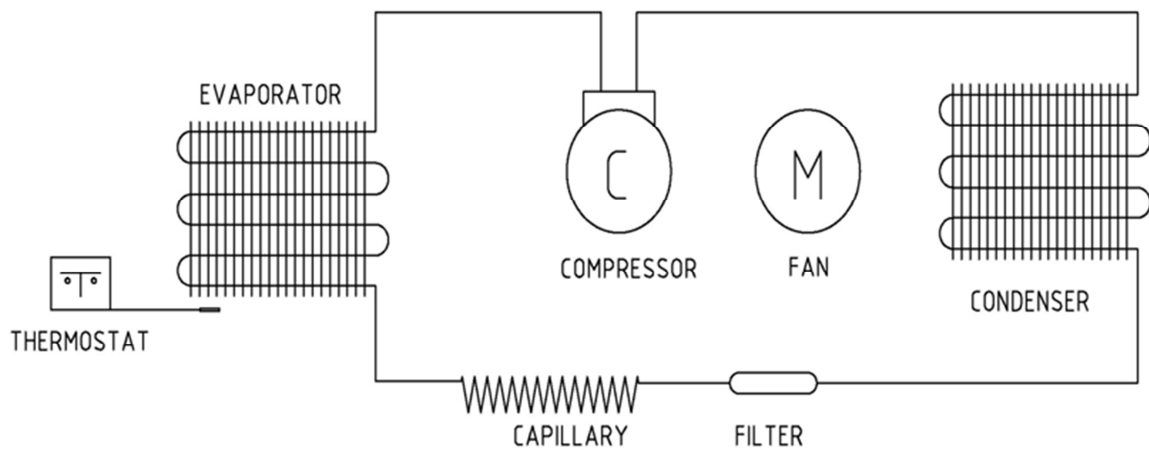 EVAPORATOR
C
M
COMPRESSOR
FAN
CONDENSER
THERMOSTAT
CAPILLARY
FILTER